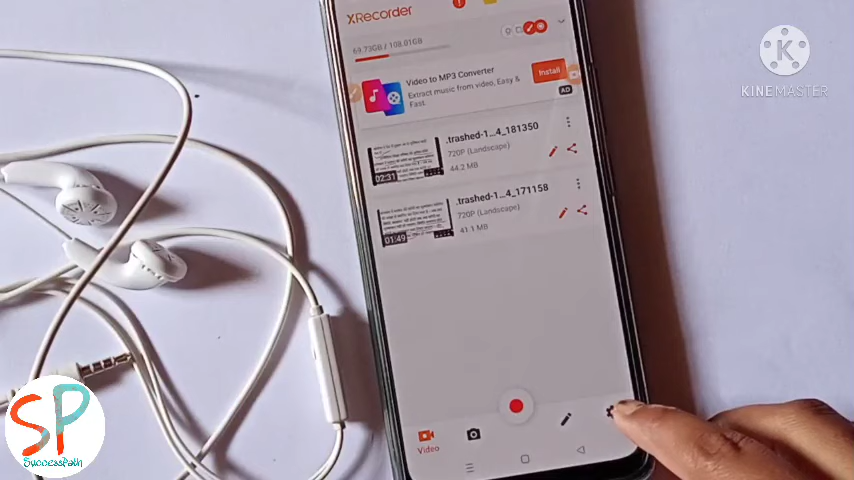 XRecorder
!
69.73GB / 108.01GB
Video to MP3 Converter
Extract music from video, Easy &
Fast.
Install
AD
.trashed-1...4_181350
720P (Landscape)
44.2 MB
02:31
.trashed-1...4_171158
720P (Landscape)
41.1 MB
01:49
Video
KINEMASTER
SP
SuccessPath